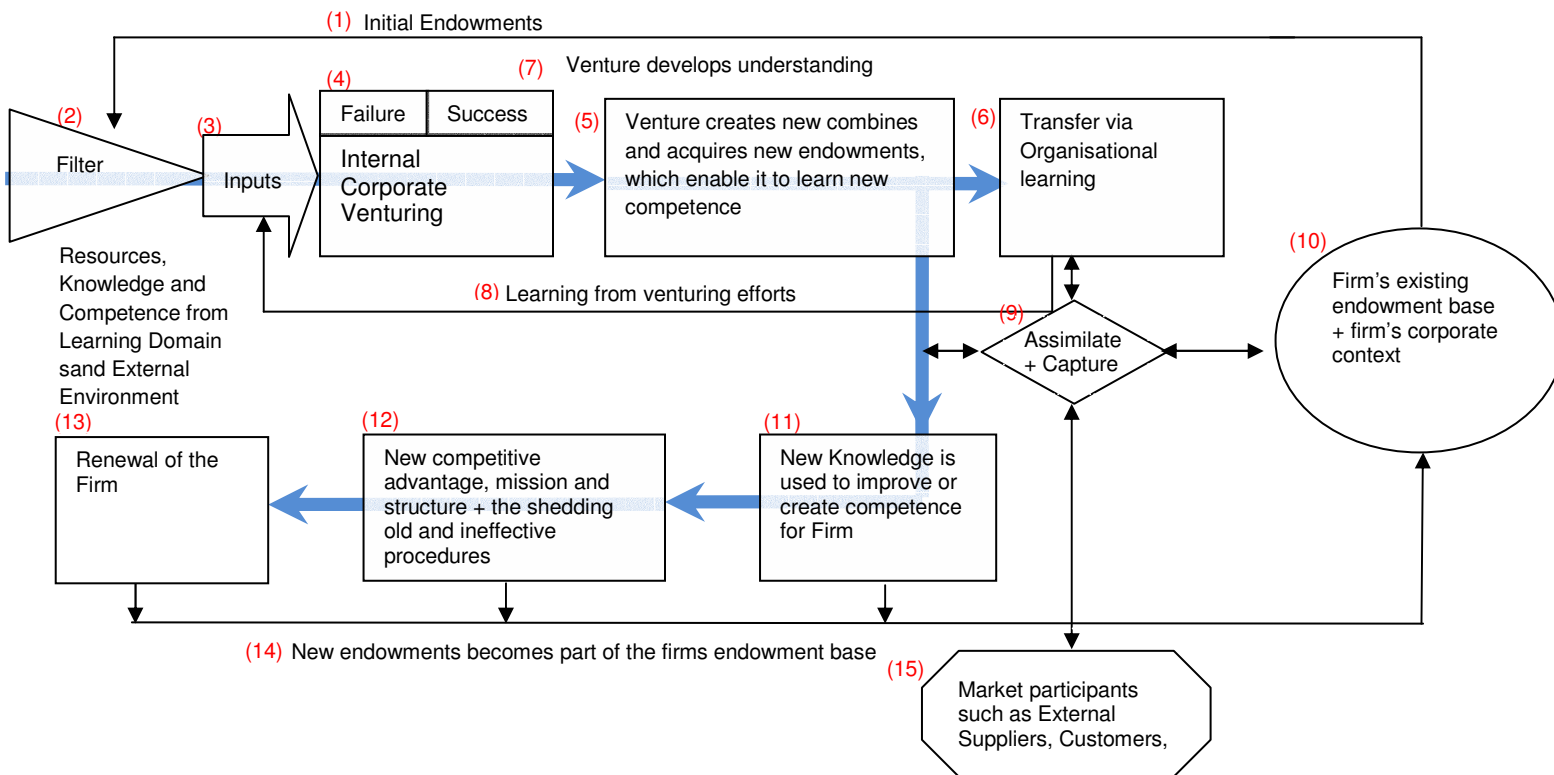 (1) Initial Endowments
(7) Venture develops understanding
(2)
Filter
(3)
Inputs
(4)
Failure Success
Internal
Corporate
Venturing
(5)
Venture creates new combines
and acquires new endowments,
which enable it to learn new
competence
(6)
Transfer via
Organisational
learning
Resources,
Knowledge and
Competence from
Learning Domain
sand External
Environment
(8) Learning from venturing efforts
(9)
Assimilate
+ Capture
(10)
Firm's existing
endowment base
+ firm's corporate
context
(13)
Renewal of the
Firm
(12)
New competitive
advantage, mission and
structure + the shedding
old and ineffective
procedures
(11)
New Knowledge is
used to improve or
create competence
for Firm
(14) New endowments becomes part of the firms endowment base
(15)
Market participants
such as External
Suppliers, Customers,